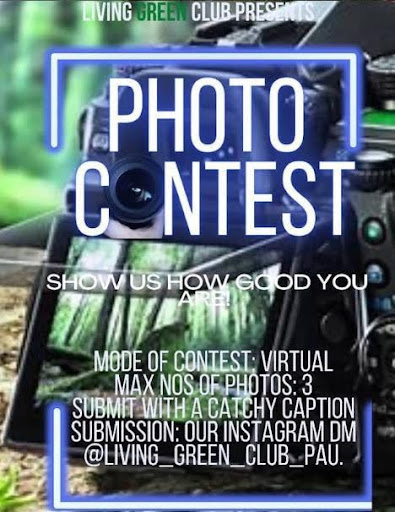 LIVING GREEN CLUB PRESENTS
PHOTO
CONTEST
SHOW US HOW GOOD YOU
ARE!
MODE OF CONTEST: VIRTUAL
MAX NOS OF PHOTOS: 3
SUBMIT WITH A CATCHY CAPTION
SUBMISSION: OUR INSTAGRAM DM
@LIVING_GREEN_CLUB_PAU.